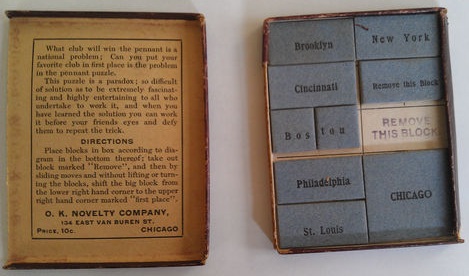 What club will win the pennant is a
national problem; Can you put your
favorite club in first place is the problem
in the pennant puzzle.
This puzzle is a paradox; so difficult
of solution as to be extremely fascinat-
ing and highly entertaining to all who
undertake to work it, and when you
have learned the solution you can work
it before your friends eyes and defy
them to repeat the trick.
DIRECTIONS
Place blocks in box according to dia-
gram in the bottom thereof; take out
block marked "Remove", and then by
sliding moves and without lifting or turn-
ing the blocks, shift the big block from
the lower right hand corner to the upper
right hand corner marked "first place".
O. K. NOVELTY COMPANY,
134 EAST VAN BUREN ST.
PRICE, 10c. CHICAGO
Brooklyn
New York
Cincinnati
Remove this Block
Boston
REMOVE
THIS BLOCK
Philadelphia
CHICAGO
St. Louis